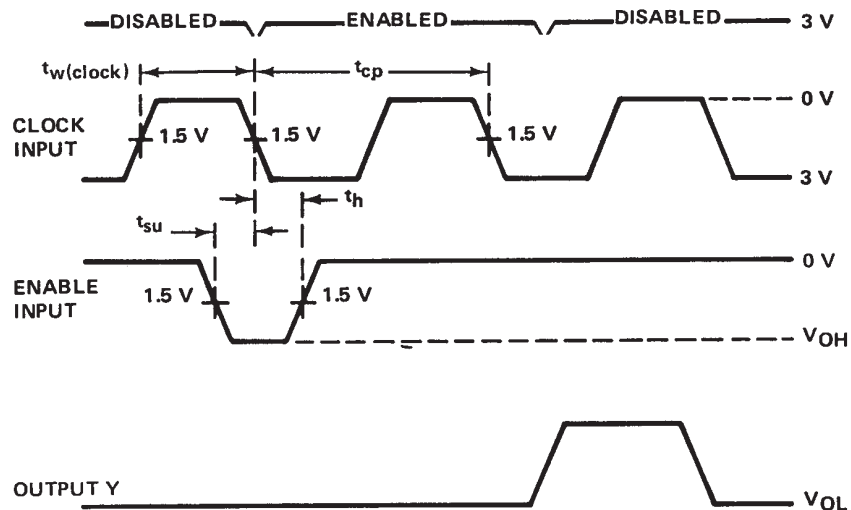 DISABLED ENABLED DISABLED 3 V
tw(clock) tcp
0 V
CLOCK INPUT 1.5 V 1.5 V 1.5 V
3 V
th
tsu
0 V
ENABLE INPUT 1.5 V 1.5 V
VOH
OUTPUT Y VOL